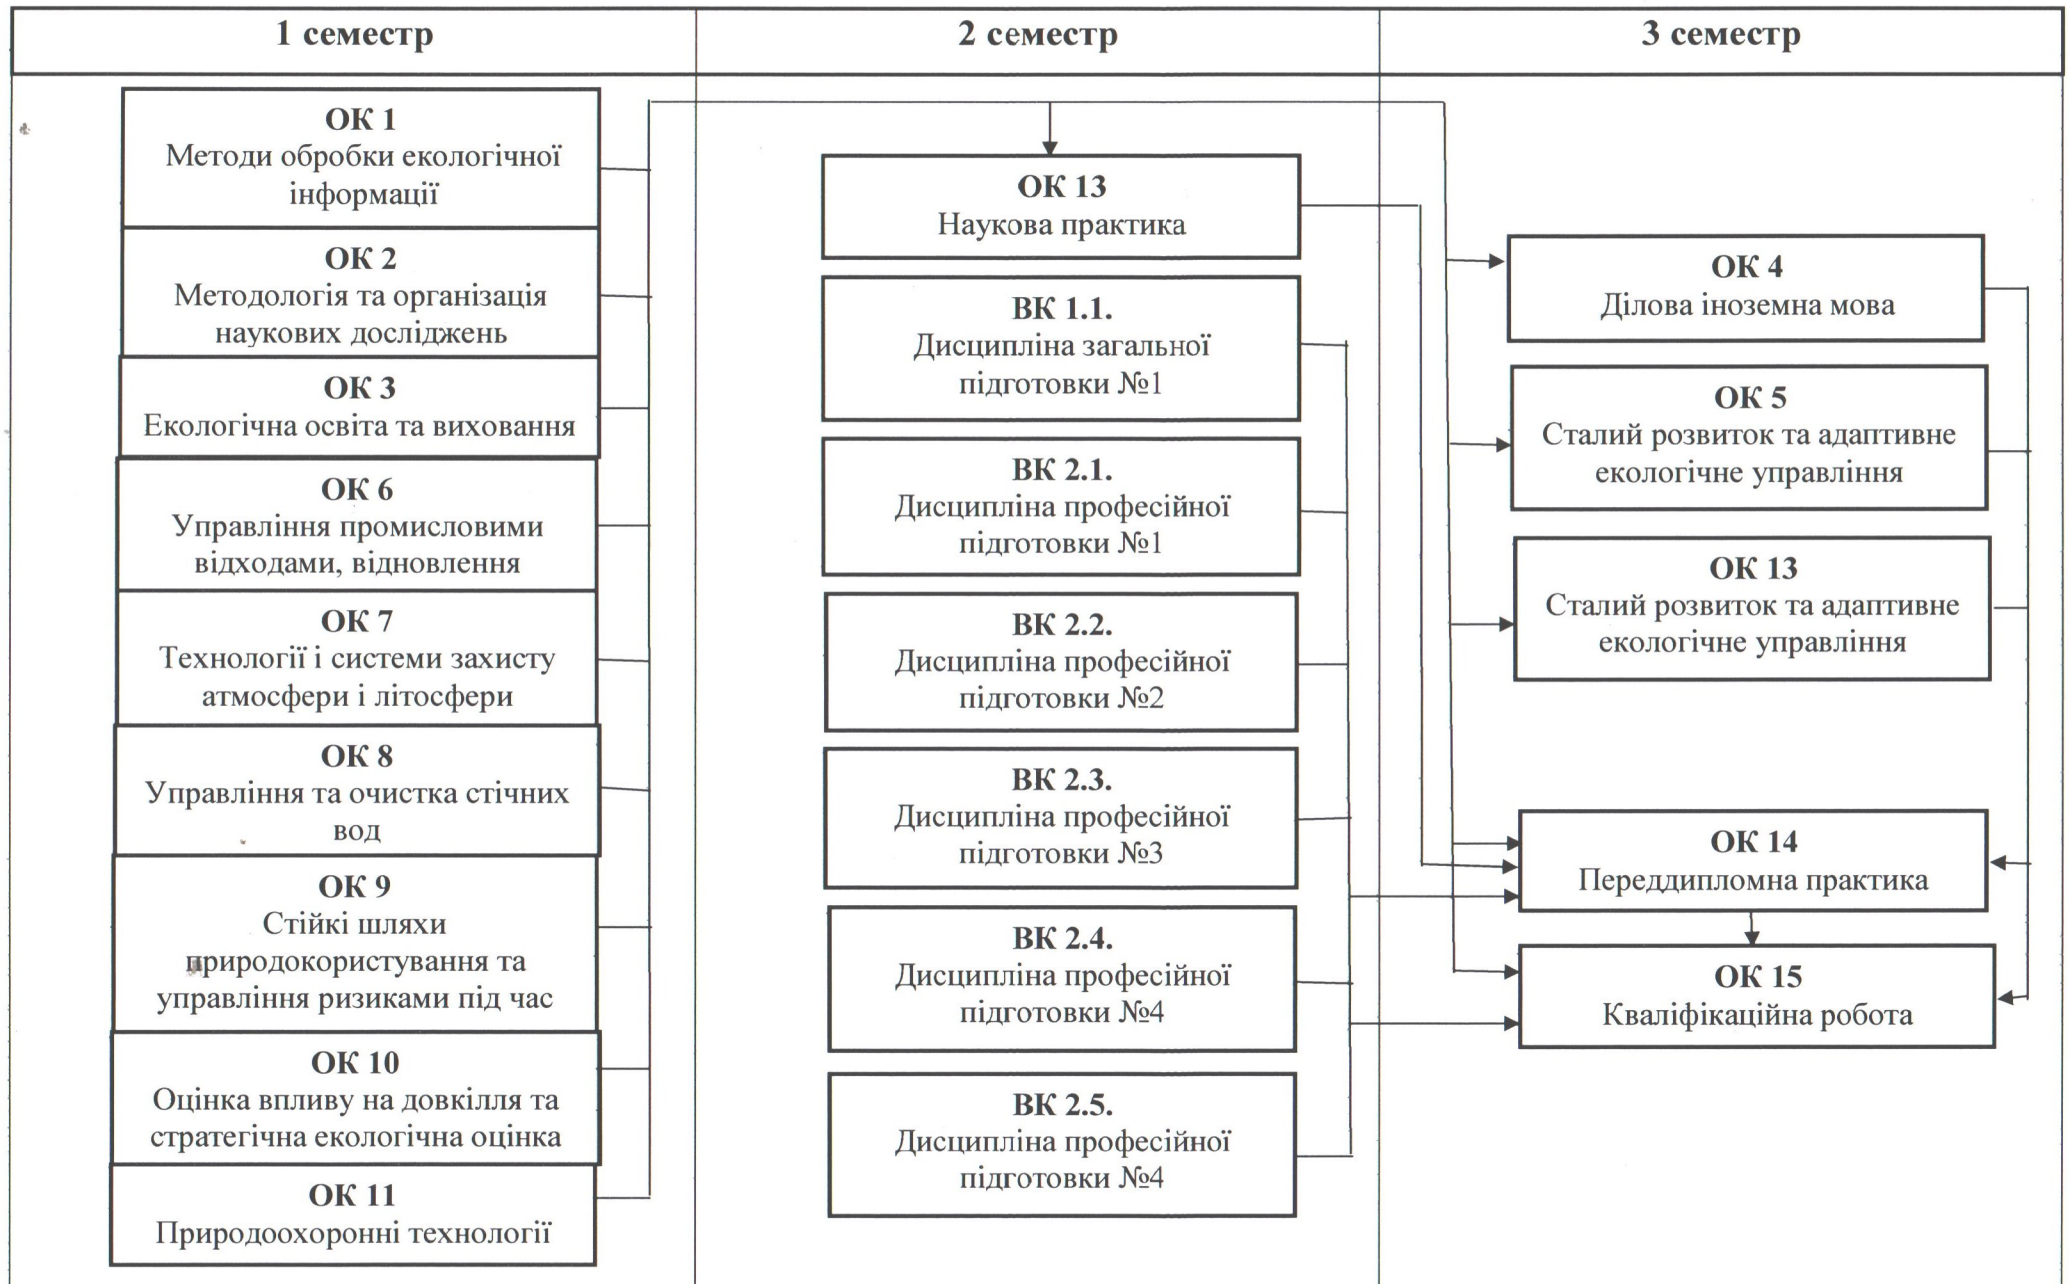 1 семестр
2 семестр
3 семестр
ОК 1
Методи обробки екологічної
інформації
ОК 2
Методологія та організація
наукових досліджень
ОК 3
Екологічна освіта та виховання
ОК 6
Управління промисловими
відходами, відновлення
ОК 7
Технології і системи захисту
атмосфери і літосфери
ОК 8
Управління та очистка стічних
вод
ОК 9
Стійкі шляхи
природокористування та
управління ризиками під час
ОК 10
Оцінка впливу на довкілля та
стратегічна екологічна оцінка
ОК 11
Природоохоронні технології
ОК 13
Наукова практика
ВК 1.1.
Дисципліна загальної
підготовки №1
ВК 2.1.
Дисципліна професійної
підготовки №1
ВК 2.2.
Дисципліна професійної
підготовки №2
ВК 2.3.
Дисципліна професійної
підготовки №3
ВК 2.4.
Дисципліна професійної
підготовки №4
ВК 2.5.
Дисципліна професійної
підготовки №4
ОК 4
Ділова іноземна мова
ОК 5
Сталий розвиток та адаптивне
екологічне управління
ОК 13
Сталий розвиток та адаптивне
екологічне управління
ОК 14
Переддипломна практика
ОК 15
Кваліфікаційна робота